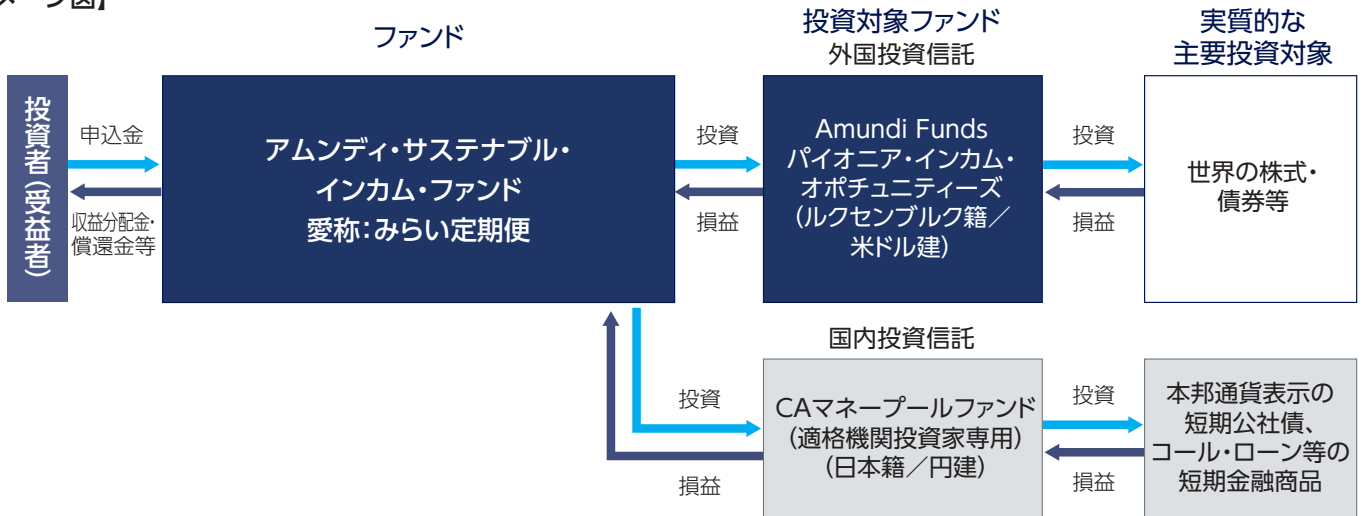 メージ図】
ファンド
投資対象ファンド
外国投資信託
実質的な
主要投資対象
投資者(受益者)
申込金
収益分配金・
償還金等
アムンディ・サステナブル・
インカム・ファンド
愛称:みらい定期便
投資
損益
Amundi Funds
パイオニア・インカム・
オポチュニティーズ
(ルクセンブルク籍/
米ドル建)
投資
損益
世界の株式・
債券等
国内投資信託
投資
損益
CAマネープールファンド
(適格機関投資家専用)
(日本籍/円建)
投資
損益
本邦通貨表示の
短期公社債、
コール・ローン等の
短期金融商品